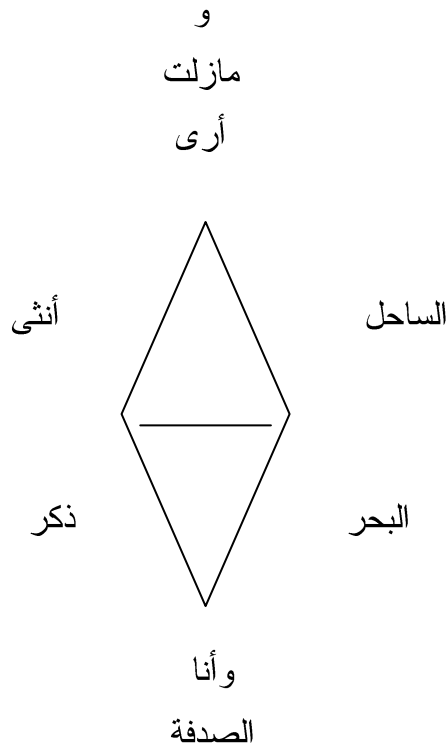 و
مازلت
أرى
الساحل
أنثى
البحر
ذكر
وأنا
الصدفة